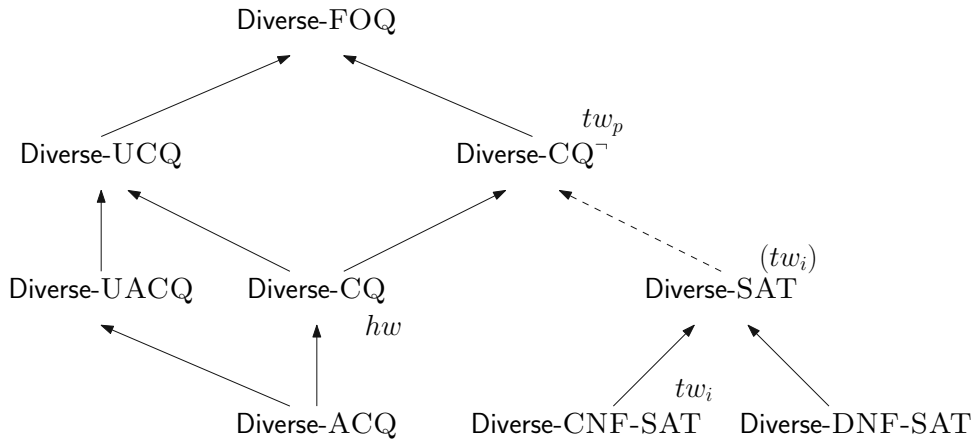 Diverse-FOQ
tw_p
Diverse-UCQ Diverse-CQ¬
(tw_i)
Diverse-UACQ Diverse-CQ Diverse-SAT
hw
tw_i
Diverse-ACQ Diverse-CNF-SAT Diverse-DNF-SAT